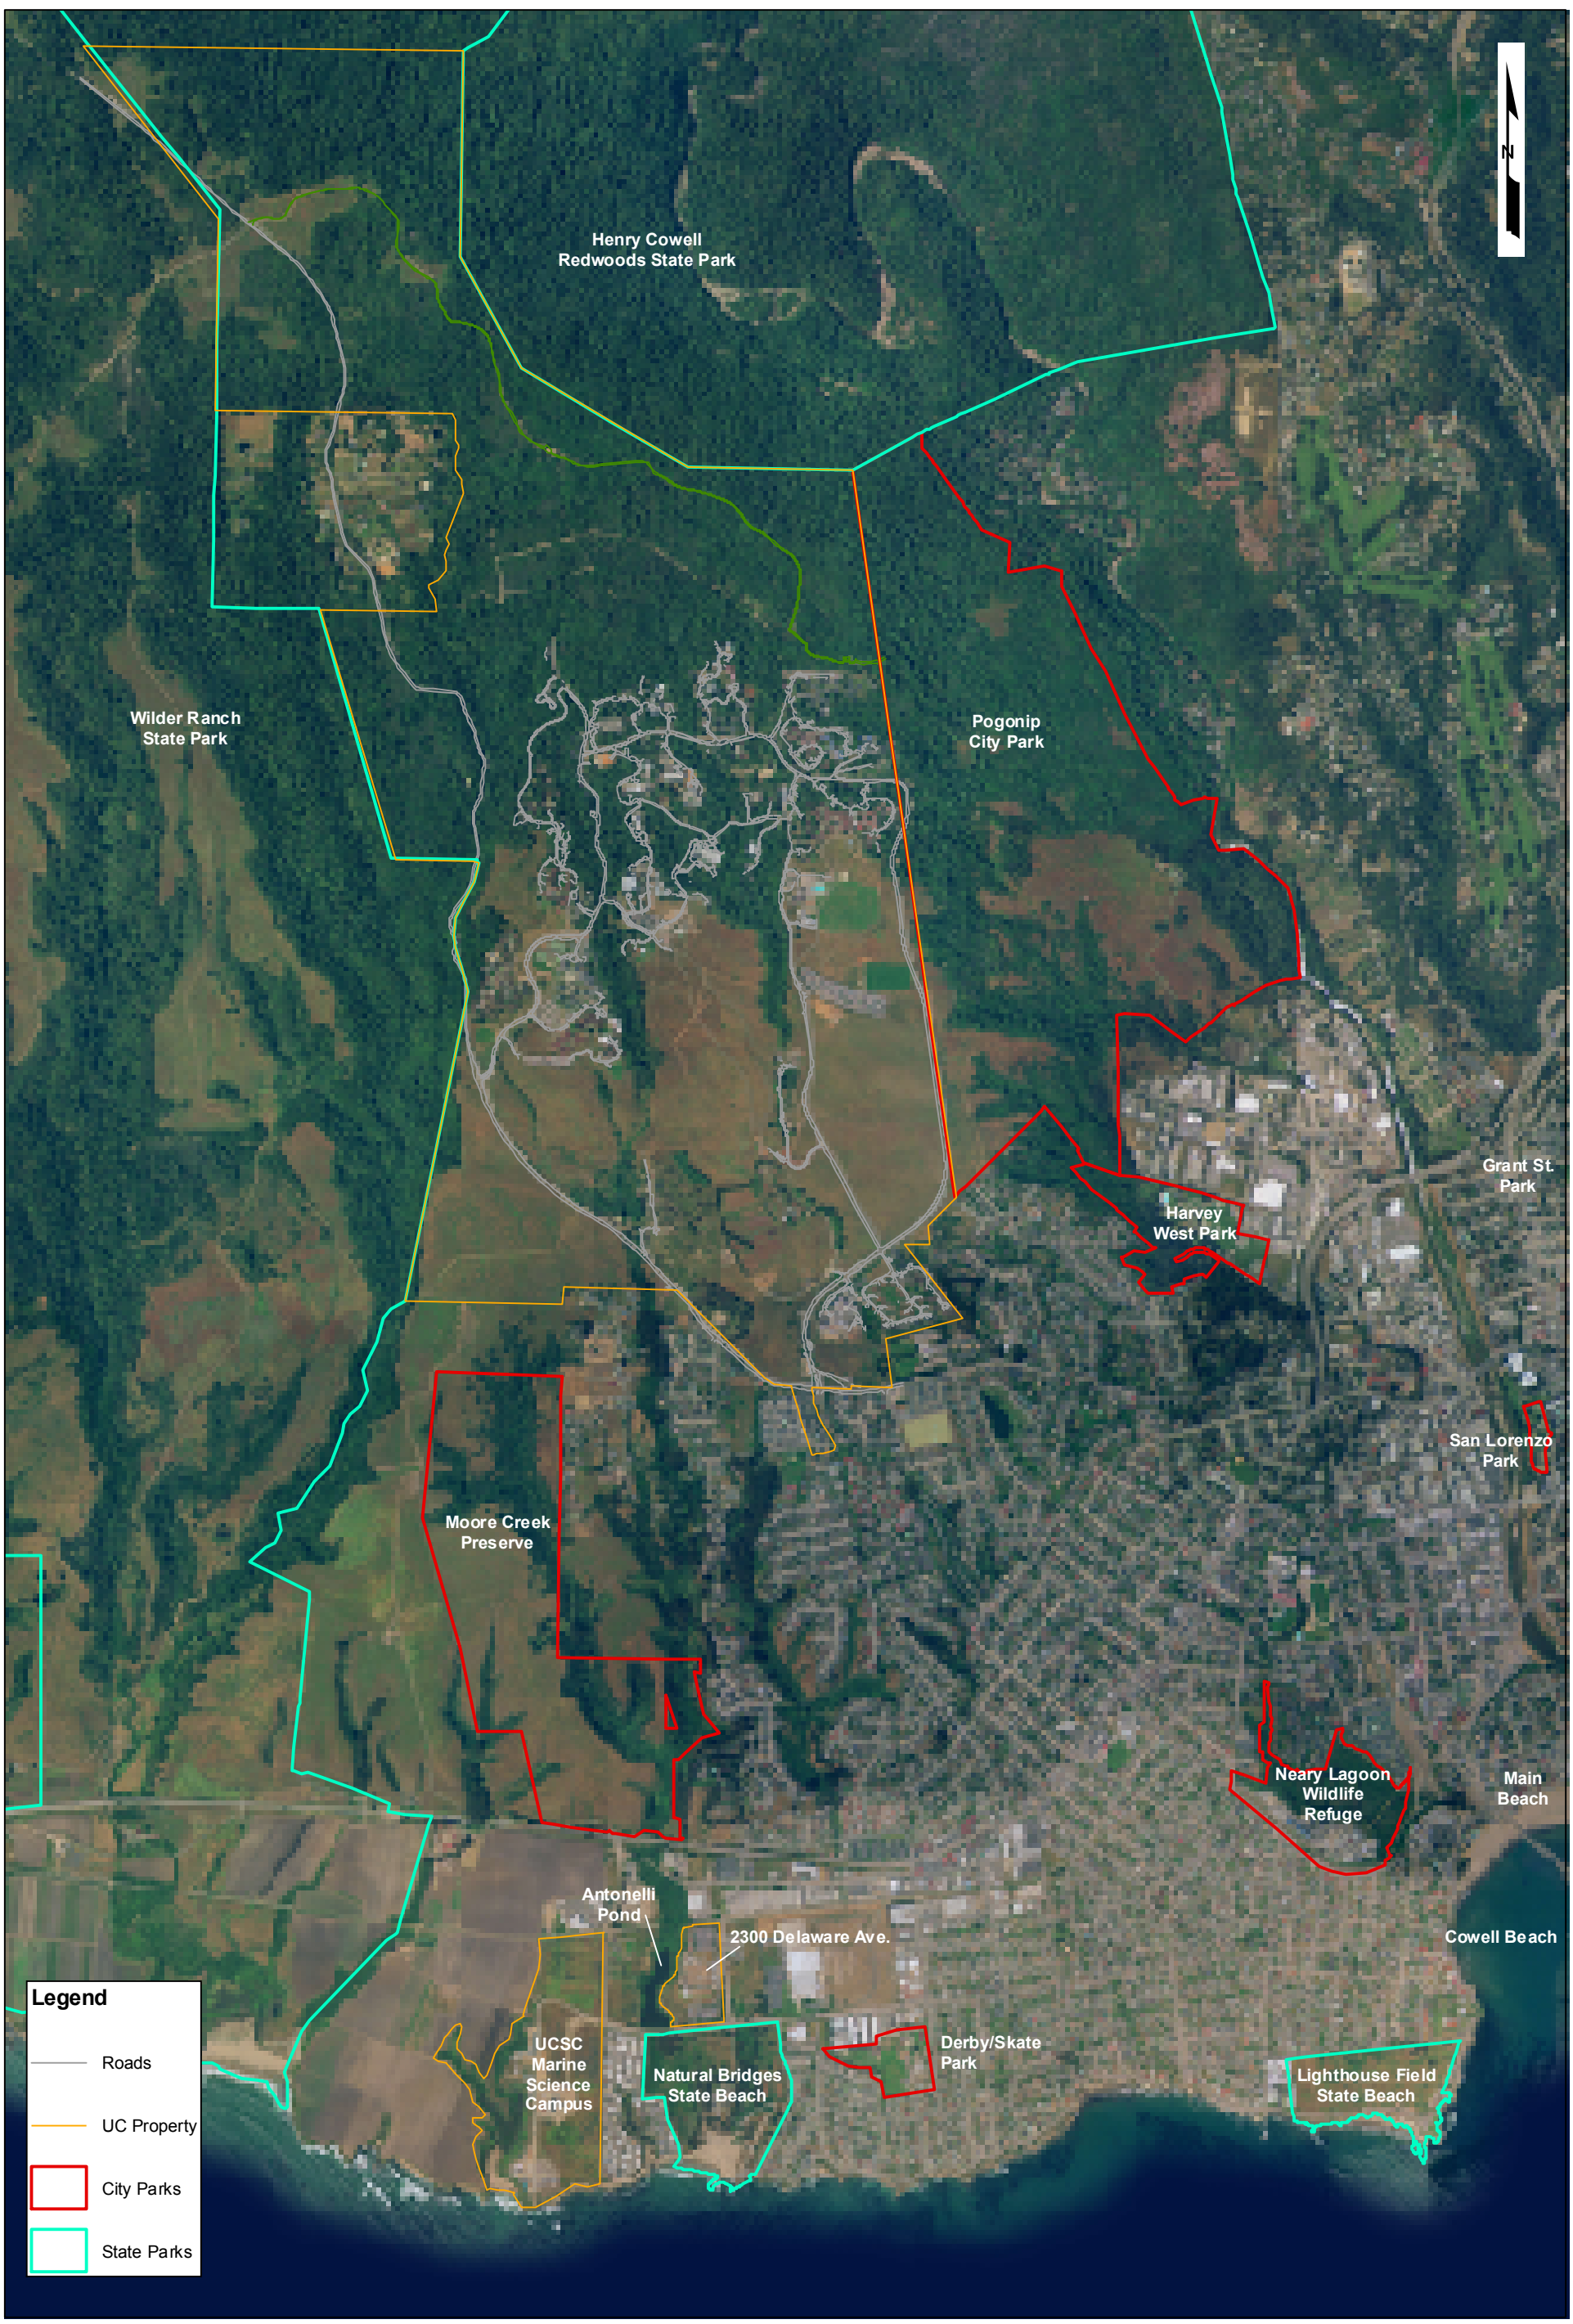 N
Henry Cowell
Redwoods State Park
Wilder Ranch
State Park
Pogonip
City Park
Grant St.
Park
Harvey
West Park
San Lorenzo
Park
Moore Creek
Preserve
Neary Lagoon
Wildlife
Refuge
Main
Beach
Antonelli
Pond
2300 Delaware Ave.
Cowell Beach
UCSC
Marine
Science
Campus
Natural Bridges
State Beach
Derby/Skate
Park
Lighthouse Field
State Beach
Legend
Roads
UC Property
City Parks
State Parks